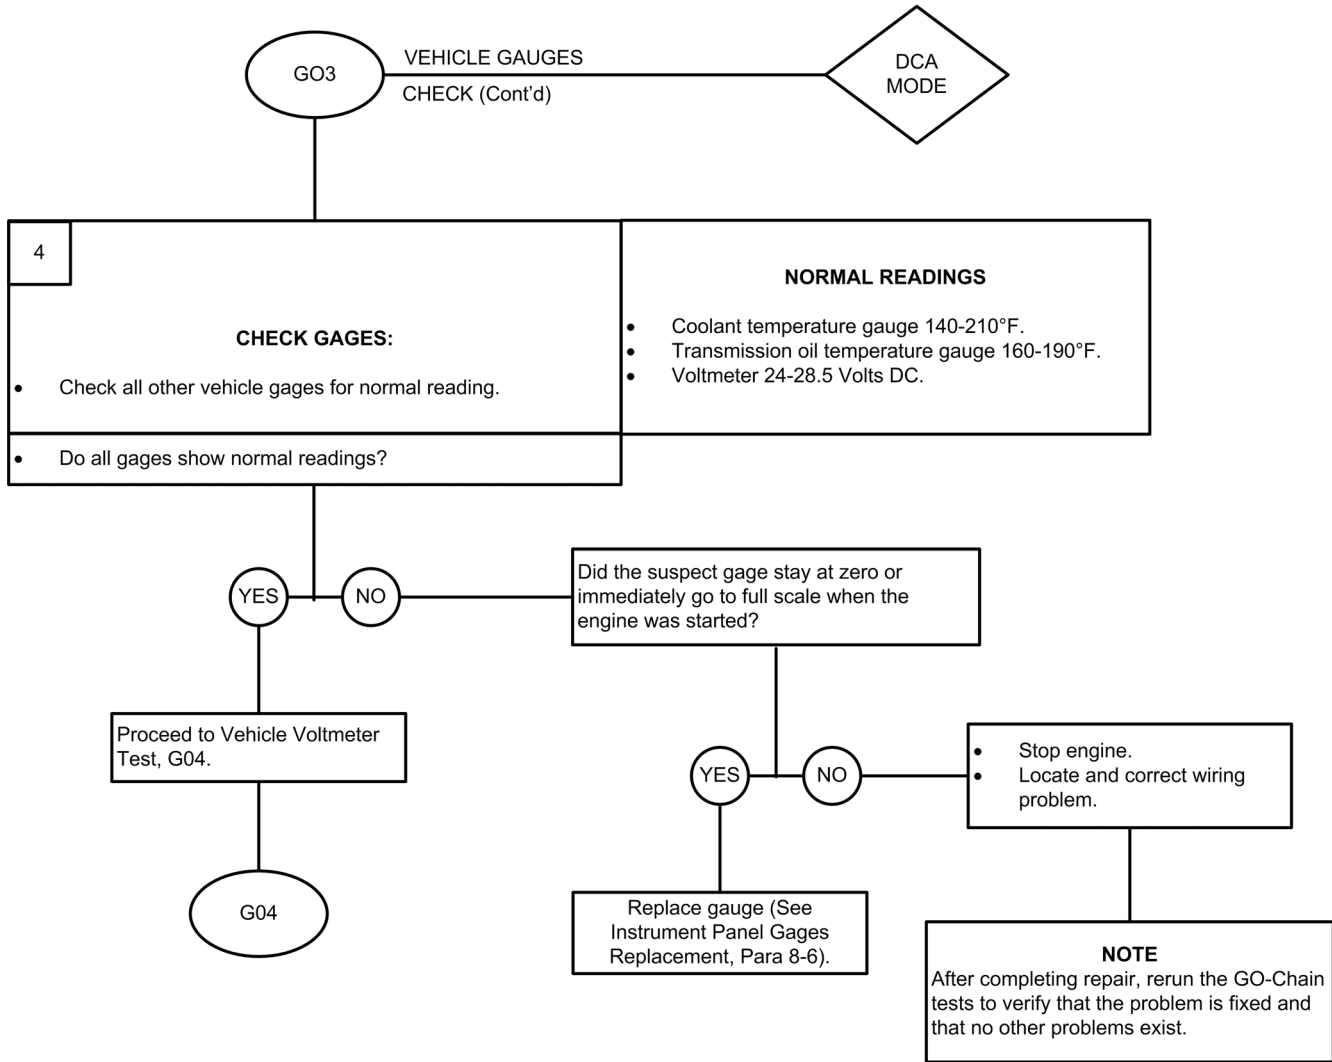 GO3
VEHICLE GAUGES
CHECK (Cont’d)
DCA
MODE
4
CHECK GAGES:
• Check all other vehicle gages for normal reading.
• Do all gages show normal readings?
NORMAL READINGS
• Coolant temperature gauge 140-210°F.
• Transmission oil temperature gauge 160-190°F.
• Voltmeter 24-28.5 Volts DC.
YES
NO
Did the suspect gage stay at zero or
immediately go to full scale when the
engine was started?
Proceed to Vehicle Voltmeter
Test, G04.
G04
YES
NO
• Stop engine.
• Locate and correct wiring
problem.
Replace gauge (See
Instrument Panel Gages
Replacement, Para 8-6).
NOTE
After completing repair, rerun the GO-Chain
tests to verify that the problem is fixed and
that no other problems exist.